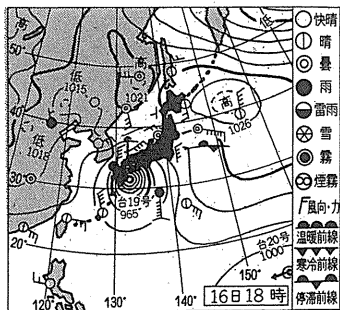 低
50°
低
1015
高
1021
高
1026
40°
低
1018
30°
台19号
965
20°
台20号
1000
120°
130°
140°
150°
16日18時
快晴
晴
曇
雨
雷雨
雪
霧
煙霧
風向・力
温暖前線
寒冷前線
停滞前線